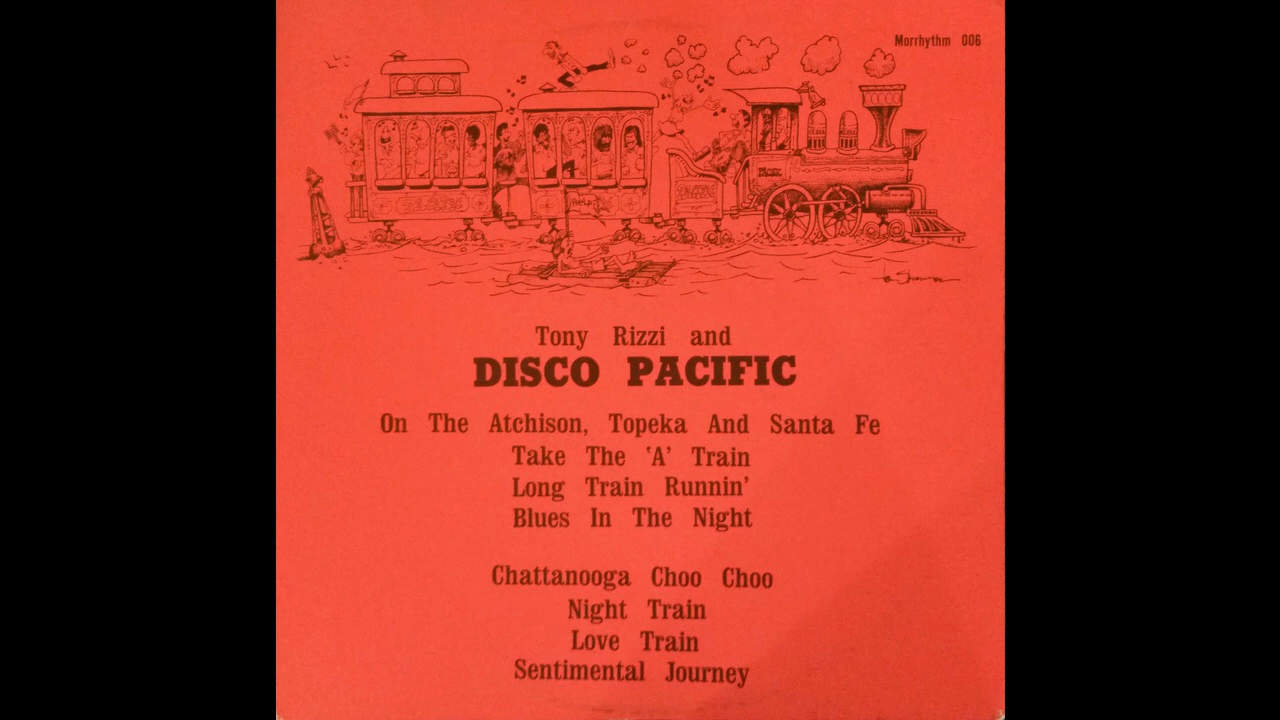 Morrhythm 006
HELP
Tony Rizzi and
DISCO PACIFIC
On The Atchison, Topeka And Santa Fe
Take The ‘A’ Train
Long Train Runnin’
Blues In The Night
Chattanooga Choo Choo
Night Train
Love Train
Sentimental Journey